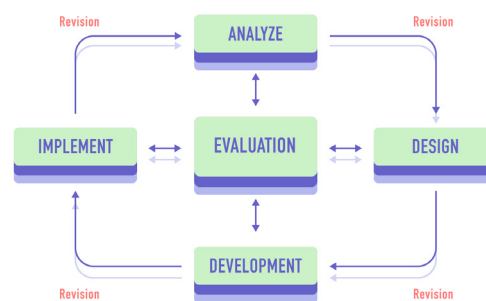 Revision
Revision
ANALYZE
IMPLEMENT
EVALUATION
DESIGN
DEVELOPMENT
Revision
Revision